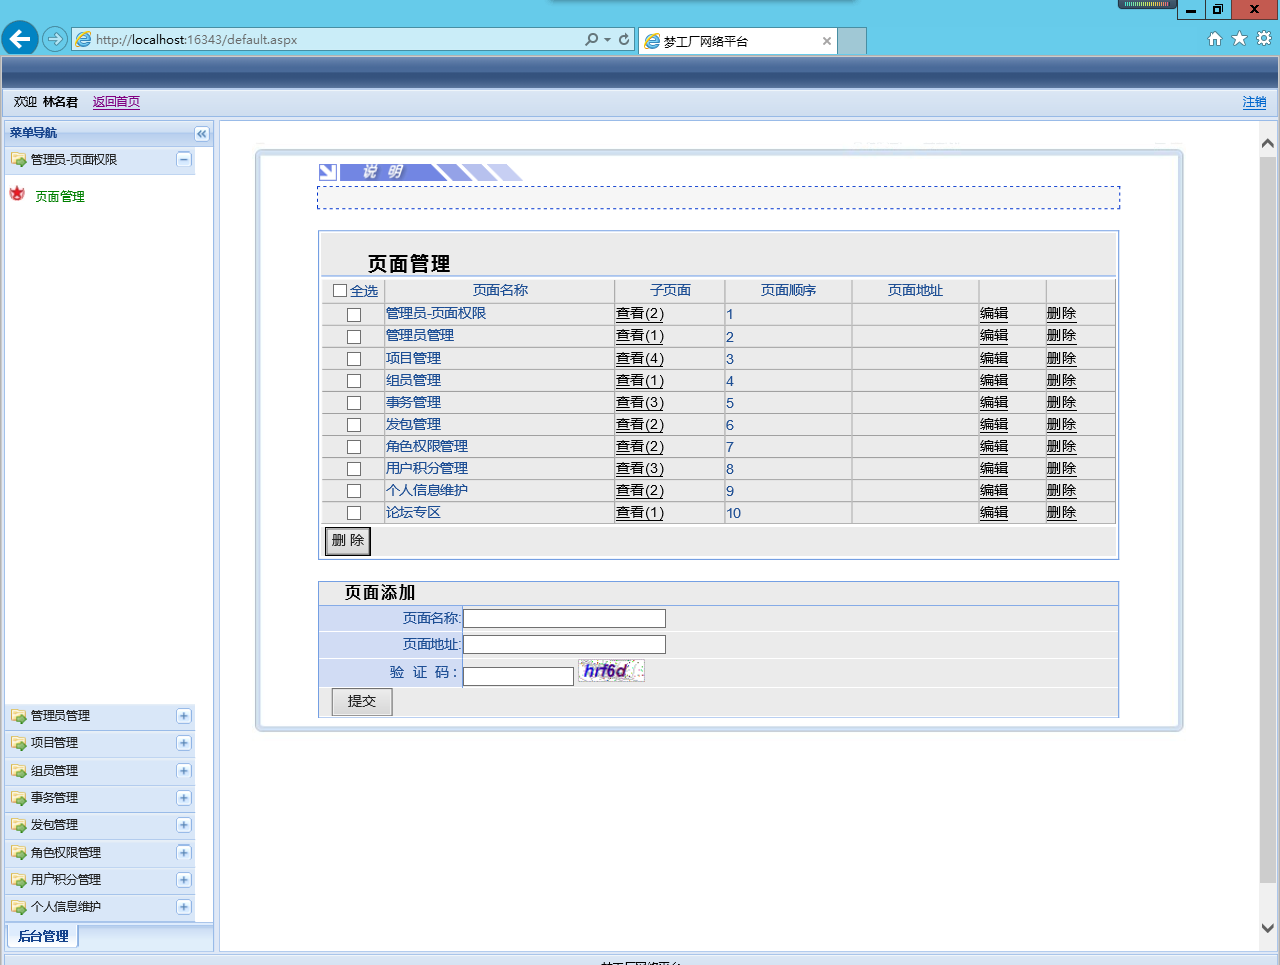 http://localhost:16343/default.aspx
梦工厂网络平台
欢迎 林名君 返回首页 注销
菜单导航
管理员-页面权限
页面管理
说 明
页面管理
全选 页面名称 子页面 页面顺序 页面地址
管理员-页面权限 查看(2) 1 编辑 删除
管理员管理 查看(1) 2 编辑 删除
项目管理 查看(4) 3 编辑 删除
组员管理 查看(1) 4 编辑 删除
事务管理 查看(3) 5 编辑 删除
发包管理 查看(2) 6 编辑 删除
角色权限管理 查看(2) 7 编辑 删除
用户积分管理 查看(3) 8 编辑 删除
个人信息维护 查看(2) 9 编辑 删除
论坛专区 查看(1) 10 编辑 删除
删 除
页面添加
页面名称:
页面地址:
验 证 码: hrf6d
提交
管理员管理
项目管理
组员管理
事务管理
发包管理
角色权限管理
用户积分管理
个人信息维护
后台管理
梦工厂网络平台